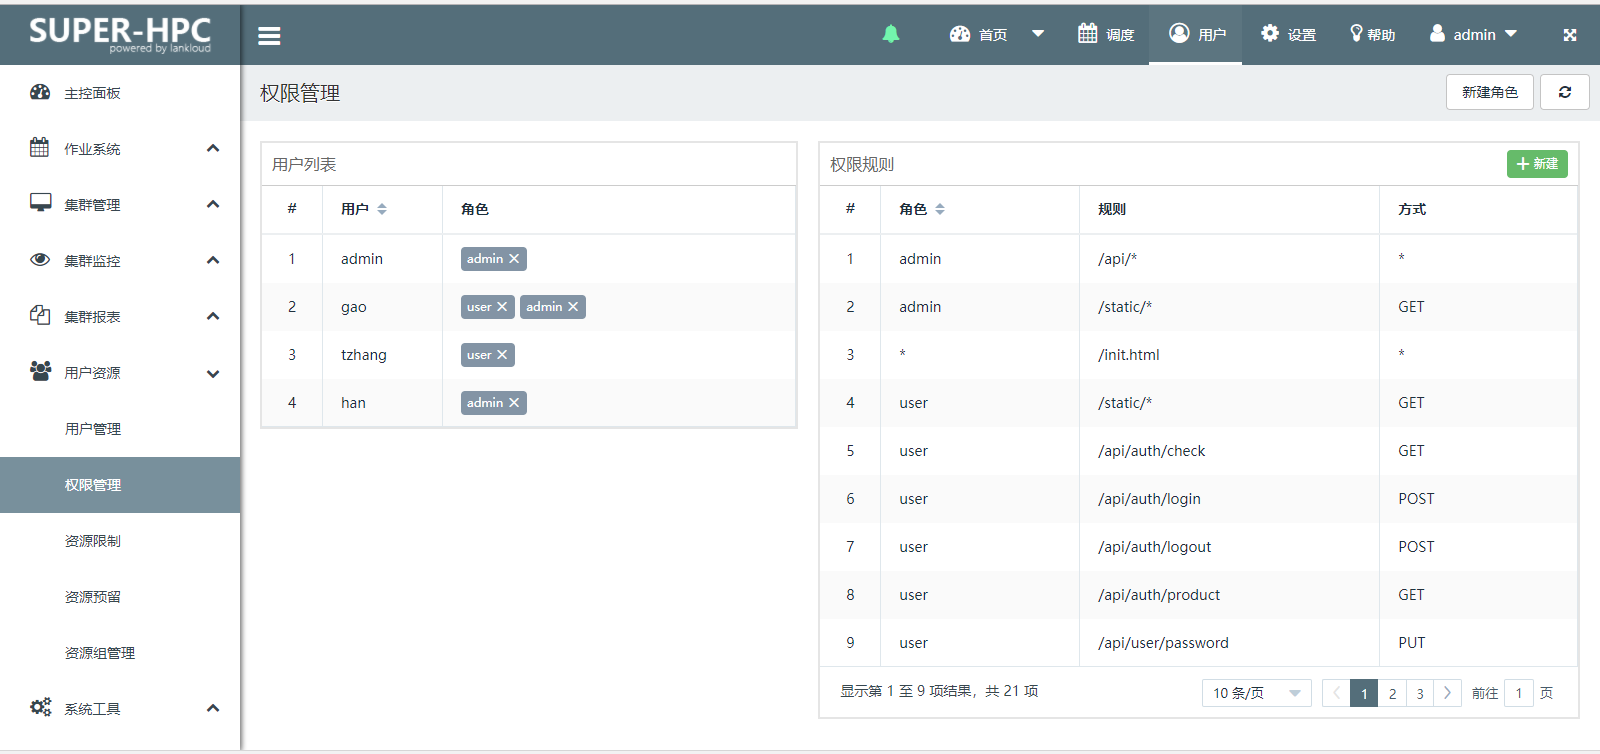 SUPER-HPC
powered by lankloud
首页
调度
用户
设置
帮助
admin
主控面板
作业系统
集群管理
集群监控
集群报表
用户资源
用户管理
权限管理
资源限制
资源预留
资源组管理
系统工具
权限管理
新建角色
用户列表
# 用户 角色
1 admin admin
2 gao user admin
3 tzhang user
4 han admin
权限规则
新建
# 角色 规则 方式
1 admin /api/* *
2 admin /static/* GET
3 * /init.html *
4 user /static/* GET
5 user /api/auth/check GET
6 user /api/auth/login POST
7 user /api/auth/logout POST
8 user /api/auth/product GET
9 user /api/user/password PUT
显示第 1 至 9 项结果，共 21 项
10 条/页
1 2 3
前往 1 页